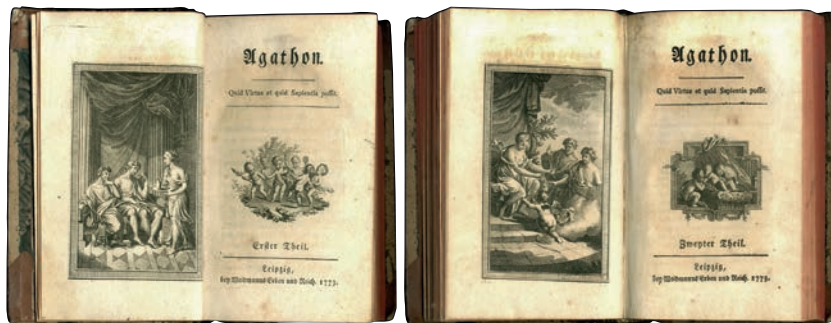 Agathon.
Quid Virtus et quid Sapientia possit.
Erster Theil.
Leipzig,
bey Weidmanns Erben und Reich. 1773.
Agathon.
Quid Virtus et quid Sapientia possit.
Zweyter Theil.
Leipzig,
bey Weidmanns Erben und Reich. 1773.